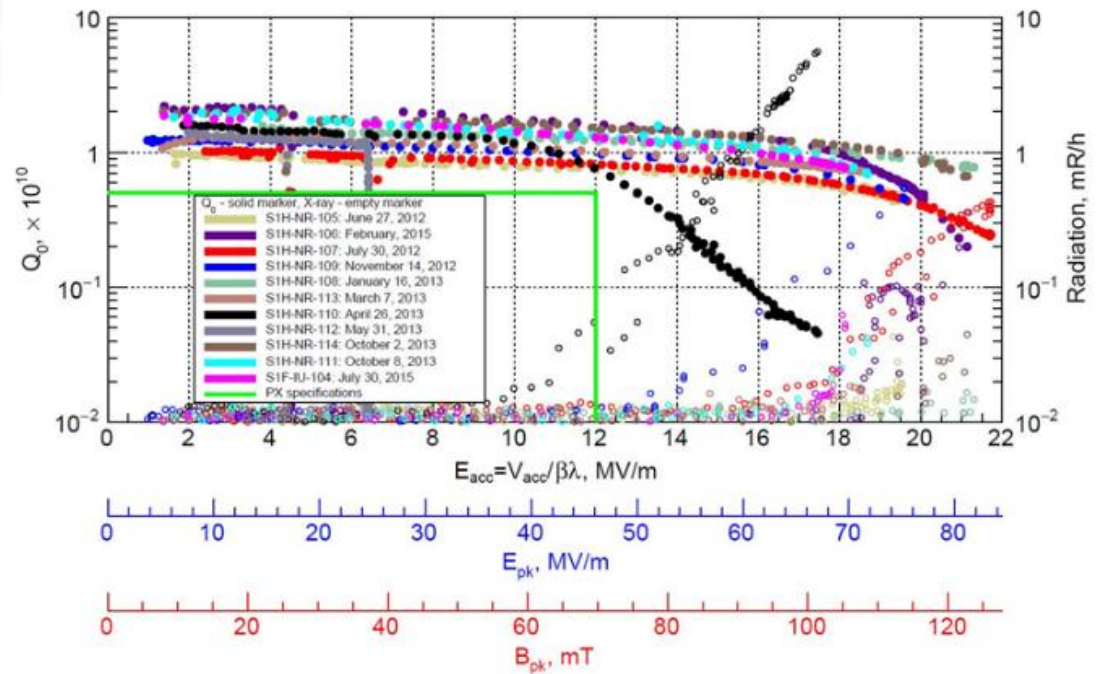 10
1
10⁻¹
10⁻²
Q₀, × 10¹⁰
10
1
10⁻¹
10⁻²
Radiation, mR/h
Q₀ - solid marker, X-ray - empty marker
S1H-NR-105: June 27, 2012
S1H-NR-106: February, 2015
S1H-NR-107: July 30, 2012
S1H-NR-109: November 14, 2012
S1H-NR-108: January 16, 2013
S1H-NR-113: March 7, 2013
S1H-NR-110: April 26, 2013
S1H-NR-112: May 31, 2013
S1H-NR-114: October 2, 2013
S1H-NR-111: October 8, 2013
S1F-IU-104: July 30, 2015
PX specifications
0 2 4 6 8 10 12 14 16 18 20 22
E_acc=V_acc/βλ, MV/m
0 10 20 30 40 50 60 70 80
E_pk, MV/m
0 20 40 60 80 100 120
B_pk, mT